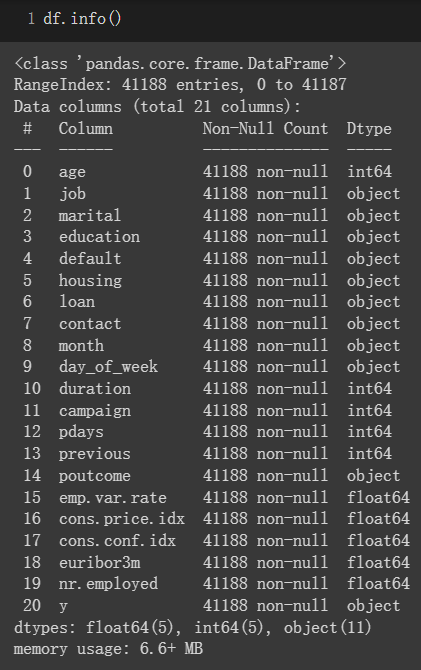 1 df.info()
<class 'pandas.core.frame.DataFrame'>
RangeIndex: 41188 entries, 0 to 41187
Data columns (total 21 columns):
 #   Column          Non-Null Count  Dtype
---  ------          --------------  -----
 0   age             41188 non-null  int64
 1   job             41188 non-null  object
 2   marital         41188 non-null  object
 3   education       41188 non-null  object
 4   default         41188 non-null  object
 5   housing         41188 non-null  object
 6   loan            41188 non-null  object
 7   contact         41188 non-null  object
 8   month           41188 non-null  object
 9   day_of_week     41188 non-null  object
 10  duration        41188 non-null  int64
 11  campaign        41188 non-null  int64
 12  pdays           41188 non-null  int64
 13  previous        41188 non-null  int64
 14  poutcome        41188 non-null  object
 15  emp.var.rate    41188 non-null  float64
 16  cons.price.idx  41188 non-null  float64
 17  cons.conf.idx   41188 non-null  float64
 18  euribor3m       41188 non-null  float64
 19  nr.employed     41188 non-null  float64
 20  y               41188 non-null  object
dtypes: float64(5), int64(5), object(11)
memory usage: 6.6+ MB